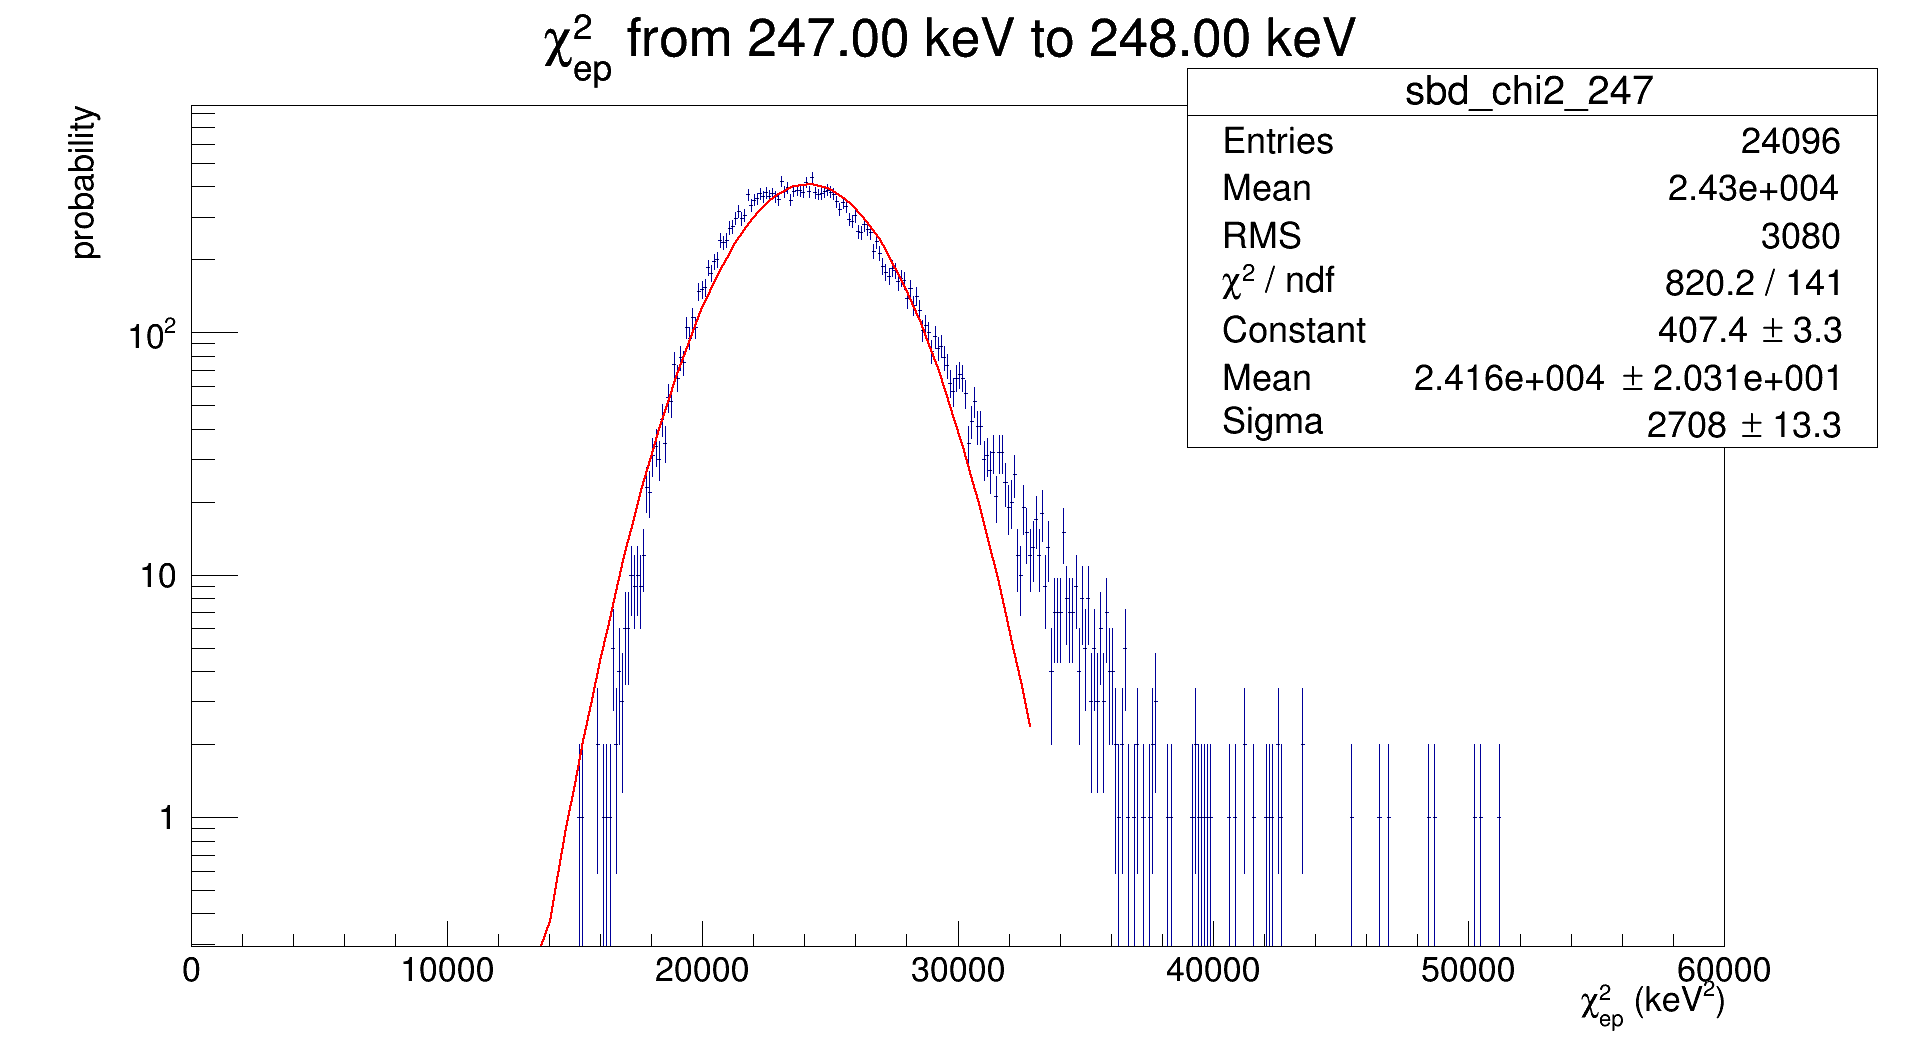 χ²ep from 247.00 keV to 248.00 keV
sbd_chi2_247
Entries 24096
Mean 2.43e+004
RMS 3080
χ² / ndf 820.2 / 141
Constant 407.4 ± 3.3
Mean 2.416e+004 ± 2.031e+001
Sigma 2708 ± 13.3
probability
10²
10
1
0 10000 20000 30000 40000 50000 60000
χ²ep (keV²)